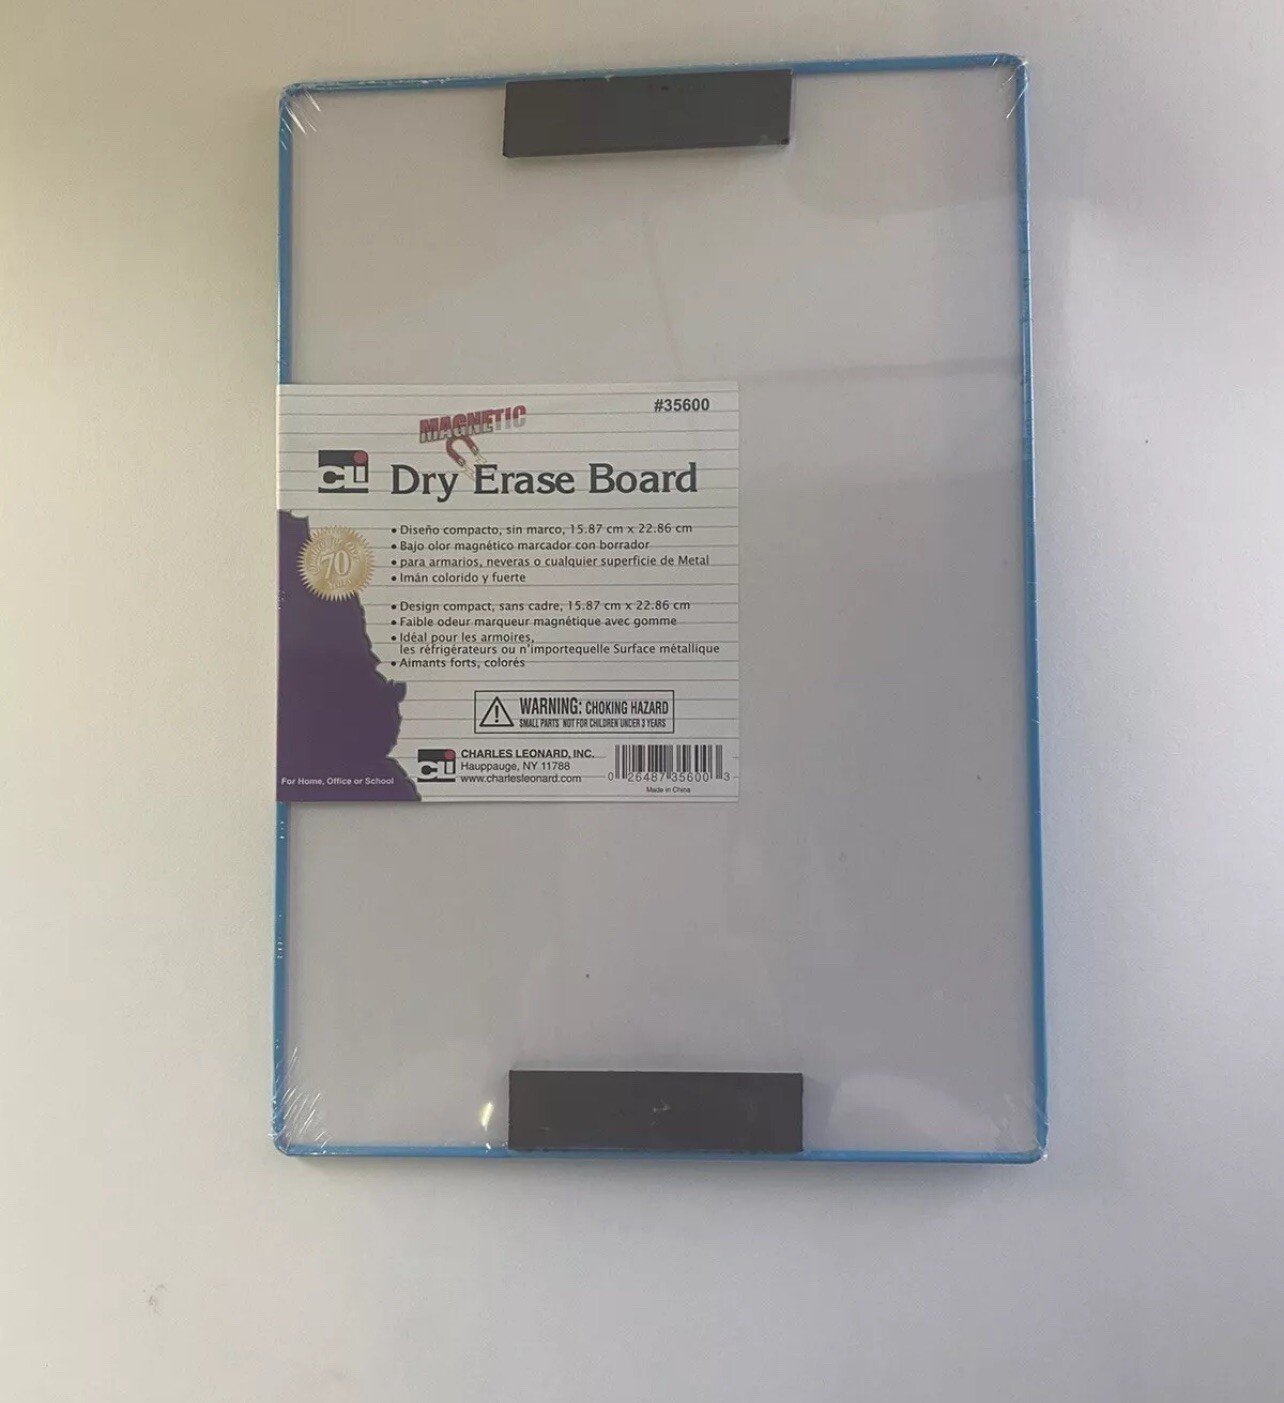 #35600
MAGNETIC
CLi Dry Erase Board
• Diseño compacto, sin marco, 15.87 cm x 22.86 cm
• Bajo olor magnético marcador con borrador
• para armarios, neveras o cualquier superficie de Metal
• Imán colorido y fuerte
70
• Design compact, sans cadre, 15.87 cm x 22.86 cm
• Faible odeur marqueur magnétique avec gomme
• Idéal pour les armoires,
les réfrigérateurs ou n'importequelle Surface métallique
• Aimants forts, colorés
WARNING: CHOKING HAZARD
SMALL PARTS NOT FOR CHILDREN UNDER 3 YEARS
CLi CHARLES LEONARD, INC.
Hauppauge, NY 11788
www.charlesleonard.com
0 26487 35600 3
Made in China
For Home, Office or School